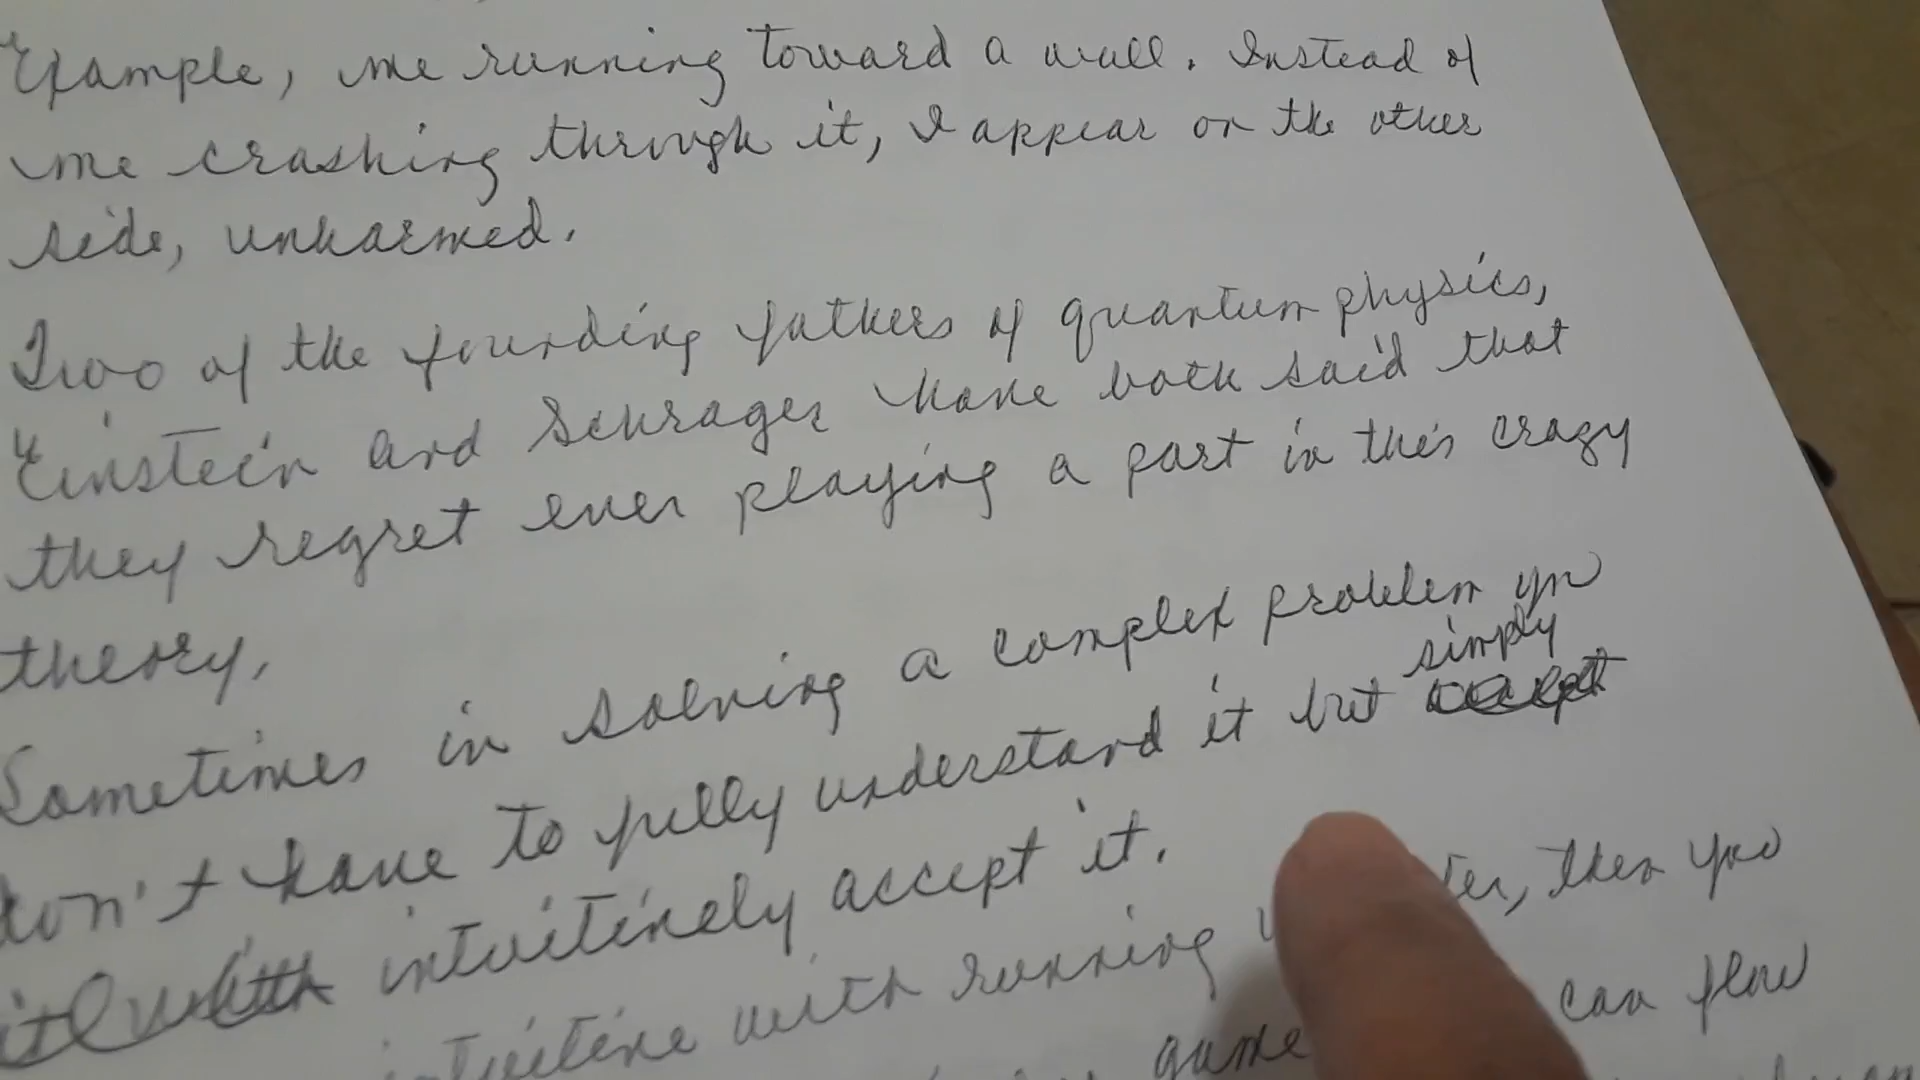 Example, me running toward a wall. Instead of
me crashing through it, I appear on the other
side, unharmed.
Two of the founding fathers of quantum physics,
Einstein and Schrager have both said that
they regret ever playing a part in this crazy
theory.
Sometimes in solving a complex problem you
simply
don't have to fully understand it but
intuitively accept it.
with running then you
game can flow